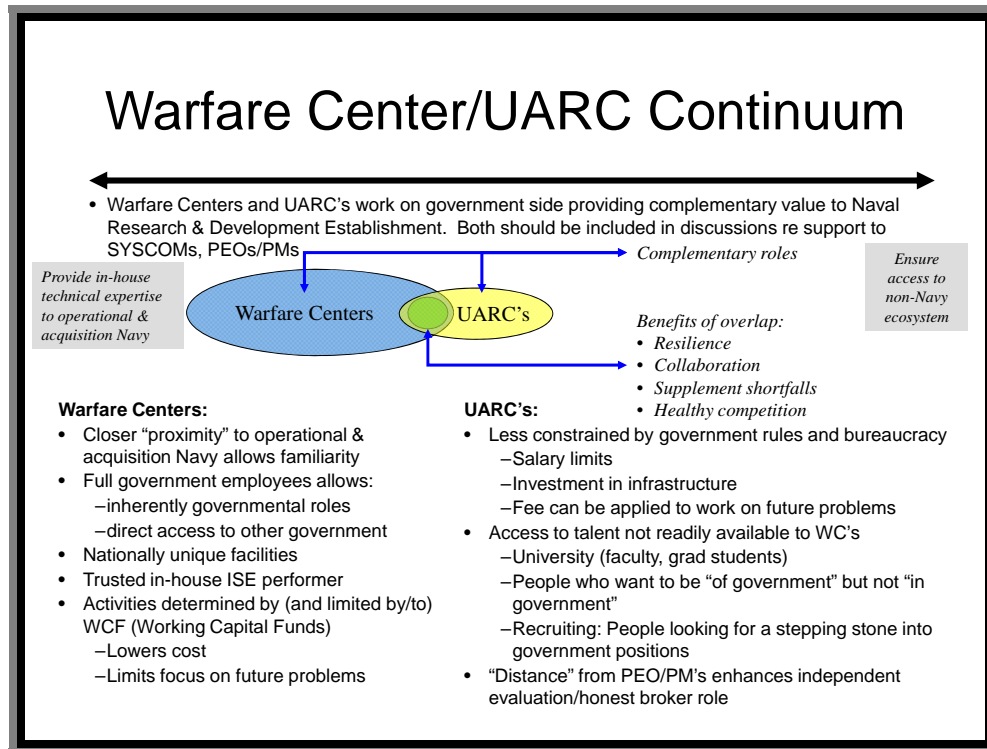 Warfare Center/UARC Continuum
• Warfare Centers and UARC's work on government side providing complementary value to Naval
Research & Development Establishment.  Both should be included in discussions re support to
SYSCOMs, PEOs/PMs
Provide in-house
technical expertise
to operational &
acquisition Navy
Warfare Centers
UARC's
Complementary roles
Ensure
access to
non-Navy
ecosystem
Benefits of overlap:
• Resilience
• Collaboration
• Supplement shortfalls
• Healthy competition
Warfare Centers:
• Closer “proximity” to operational &
acquisition Navy allows familiarity
• Full government employees allows:
–inherently governmental roles
–direct access to other government
• Nationally unique facilities
• Trusted in-house ISE performer
• Activities determined by (and limited by/to)
WCF (Working Capital Funds)
–Lowers cost
–Limits focus on future problems
UARC's:
• Less constrained by government rules and bureaucracy
–Salary limits
–Investment in infrastructure
–Fee can be applied to work on future problems
• Access to talent not readily available to WC's
–University (faculty, grad students)
–People who want to be “of government” but not “in
government”
–Recruiting: People looking for a stepping stone into
government positions
• “Distance” from PEO/PM's enhances independent
evaluation/honest broker role